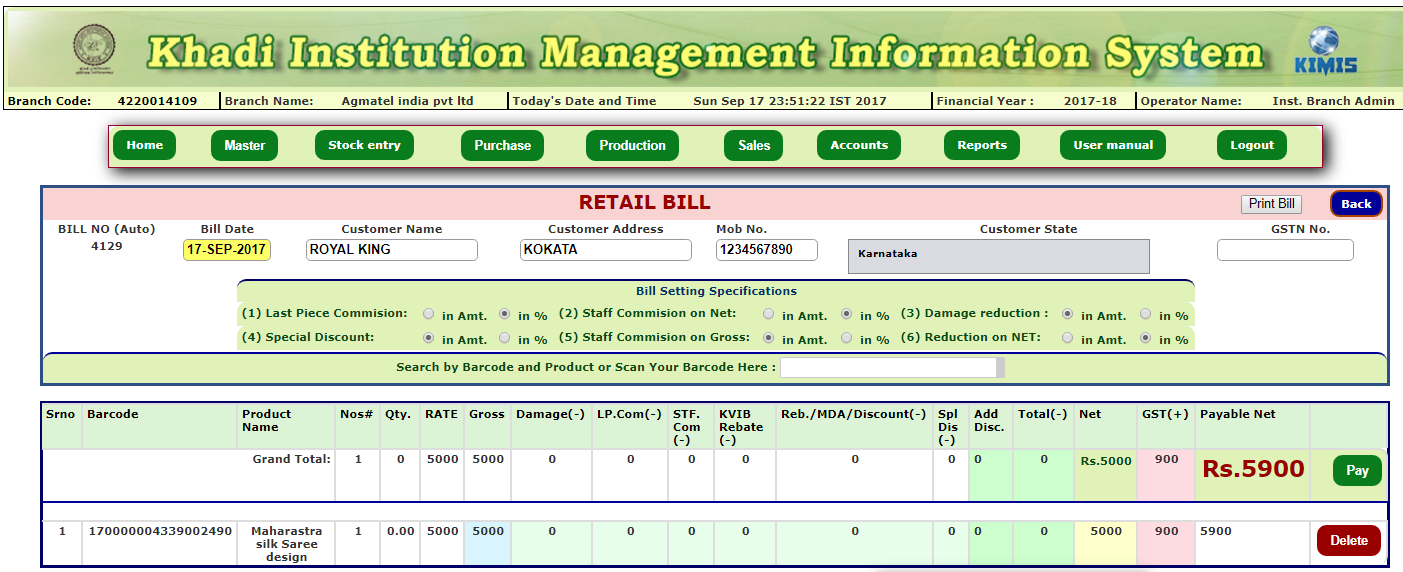 Khadi Institution Management Information System
KIMIS
Branch Code: 4220014109 Branch Name: Agmatel india pvt ltd Today's Date and Time Sun Sep 17 23:51:22 IST 2017 Financial Year : 2017-18 Operator Name: Inst. Branch Admin
Home Master Stock entry Purchase Production Sales Accounts Reports User manual Logout
RETAIL BILL Print Bill Back
BILL NO (Auto) Bill Date Customer Name Customer Address Mob No. Customer State GSTN No.
4129 17-SEP-2017 ROYAL KING KOKATA 1234567890 Karnataka
Bill Setting Specifications
(1) Last Piece Commision: in Amt. in % (2) Staff Commision on Net: in Amt. in % (3) Damage reduction : in Amt. in %
(4) Special Discount: in Amt. in % (5) Staff Commision on Gross: in Amt. in % (6) Reduction on NET: in Amt. in %
Search by Barcode and Product or Scan Your Barcode Here :
Srno Barcode Product Name Nos# Qty. RATE Gross Damage(-) LP.Com(-) STF. Com (-) KVIB Rebate (-) Reb./MDA/Discount(-) Spl Dis (-) Add Disc. Total(-) Net GST(+) Payable Net
Grand Total: 1 0 5000 5000 0 0 0 0 0 0 0 0 Rs.5000 900 Rs.5900 Pay
1 170000004339002490 Maharastra silk Saree design 1 0.00 5000 5000 0 0 0 0 0 0 0 0 5000 900 5900 Delete